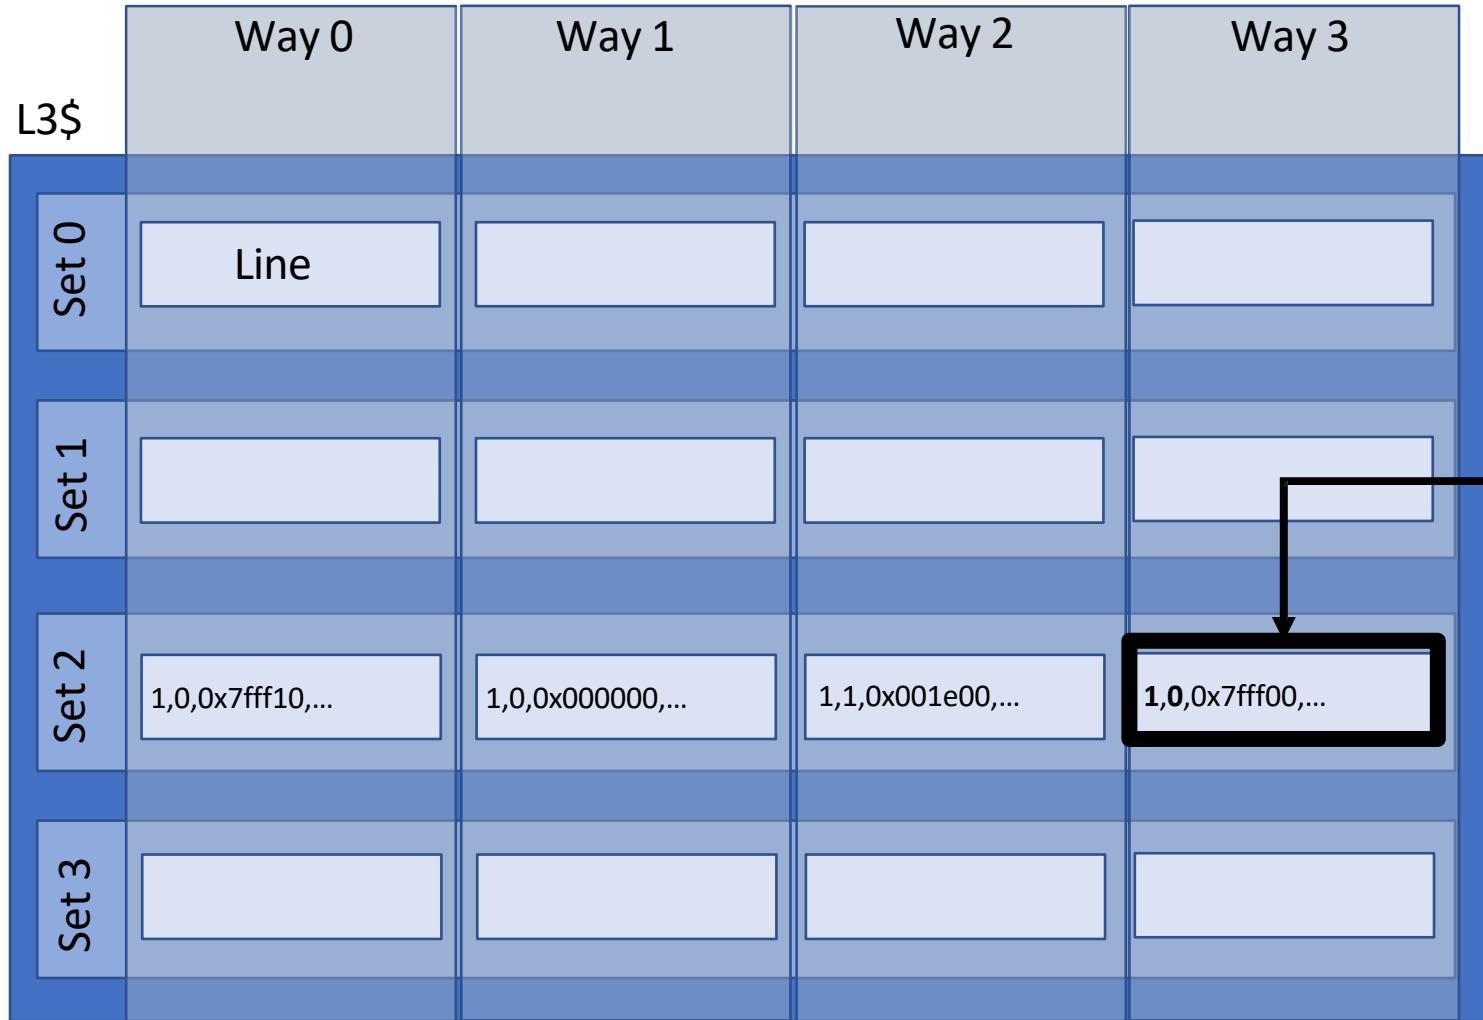 Way 0
Way 1
Way 2
Way 3
L3$
Set 0
Line
Set 1
Set 2
1,0,0x7fff10,...
1,0,0x000000,...
1,1,0x001e00,...
1,0,0x7fff00,...
Set 3